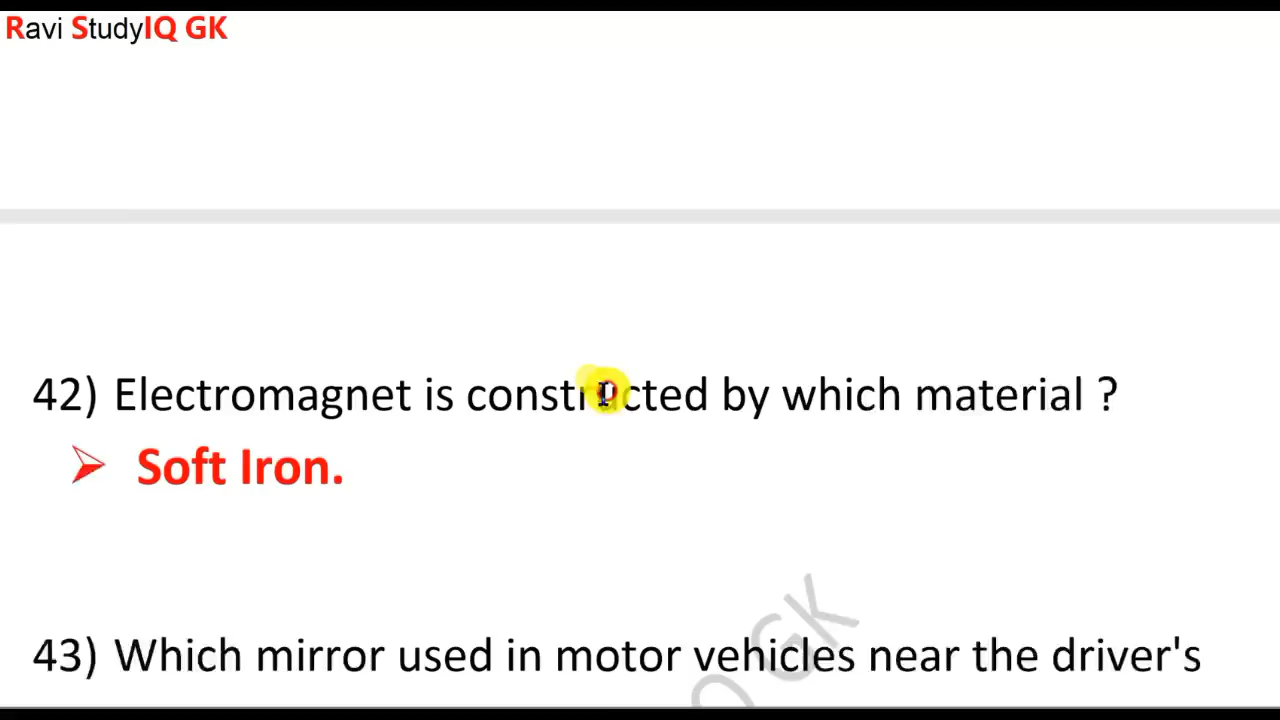 Ravi StudyIQ GK
42) Electromagnet is constructed by which material ?
➢ Soft Iron.
GK
43) Which mirror used in motor vehicles near the driver's